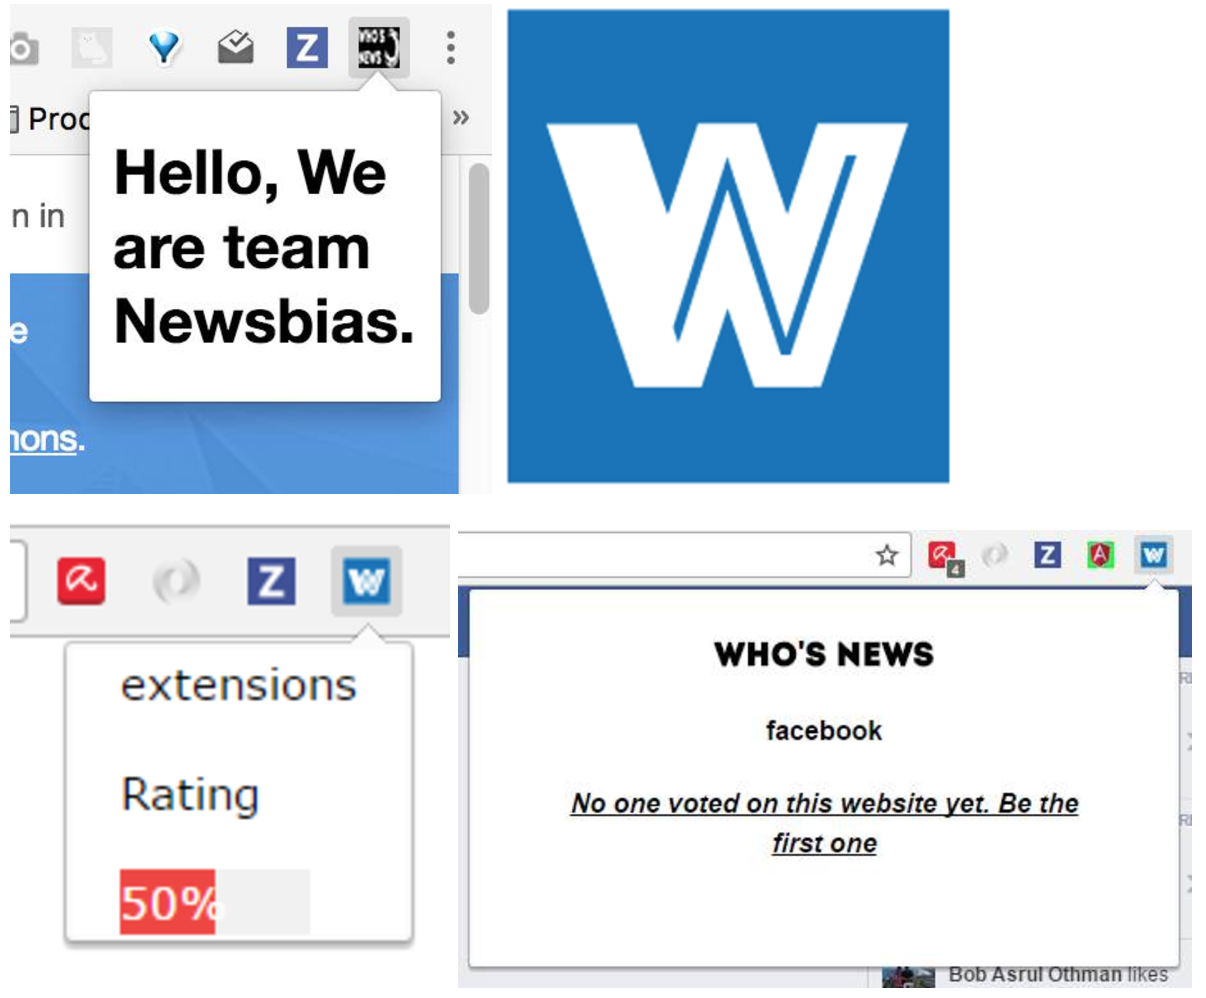 Z
WHO'S
NEWS
Proc
»
n in
Hello, We
are team
Newsbias.
e
nons.
W
Z
W
extensions
Rating
50%
4
Z
A
W
WHO'S NEWS
facebook
No one voted on this website yet. Be the
first one
Bob Asrul Othman likes